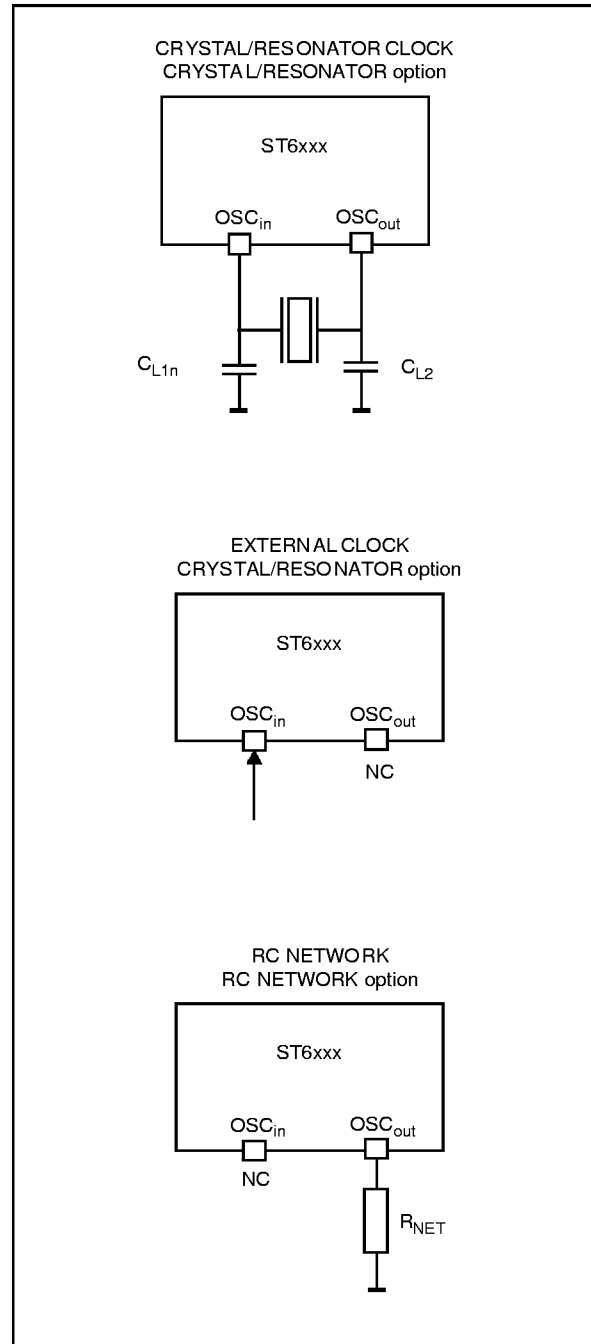 CRYSTAL/RESONATOR CLOCK
CRYSTAL/RESONATOR option
ST6xxx
OSCin OSCout
CL1n CL2
EXTERNAL CLOCK
CRYSTAL/RESONATOR option
ST6xxx
OSCin OSCout
NC
RC NETWORK
RC NETWORK option
ST6xxx
OSCin OSCout
NC
RNET